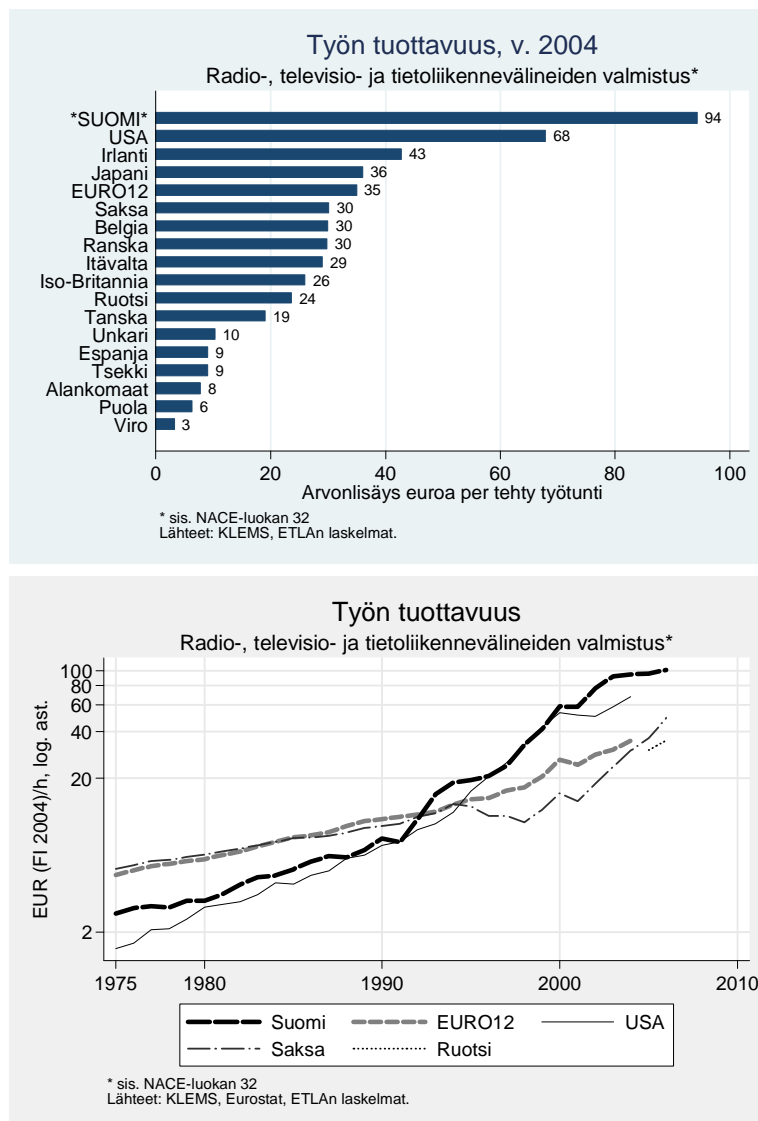 Työn tuottavuus, v. 2004
Radio-, televisio- ja tietoliikennevälineiden valmistus*
*SUOMI* 94
USA 68
Irlanti 43
Japani 36
EURO12 35
Saksa 30
Belgia 30
Ranska 30
Itävalta 29
Iso-Britannia 26
Ruotsi 24
Tanska 19
Unkari 10
Espanja 9
Tsekki 9
Alankomaat 8
Puola 6
Viro 3
0 20 40 60 80 100
Arvonlisäys euroa per tehty työtunti
* sis. NACE-luokan 32
Lähteet: KLEMS, ETLAn laskelmat.
Työn tuottavuus
Radio-, televisio- ja tietoliikennevälineiden valmistus*
EUR (FI 2004)/h, log. ast.
100
80
60
40
20
2
1975 1980 1990 2000 2010
Suomi EURO12 USA
Saksa Ruotsi
* sis. NACE-luokan 32
Lähteet: KLEMS, Eurostat, ETLAn laskelmat.